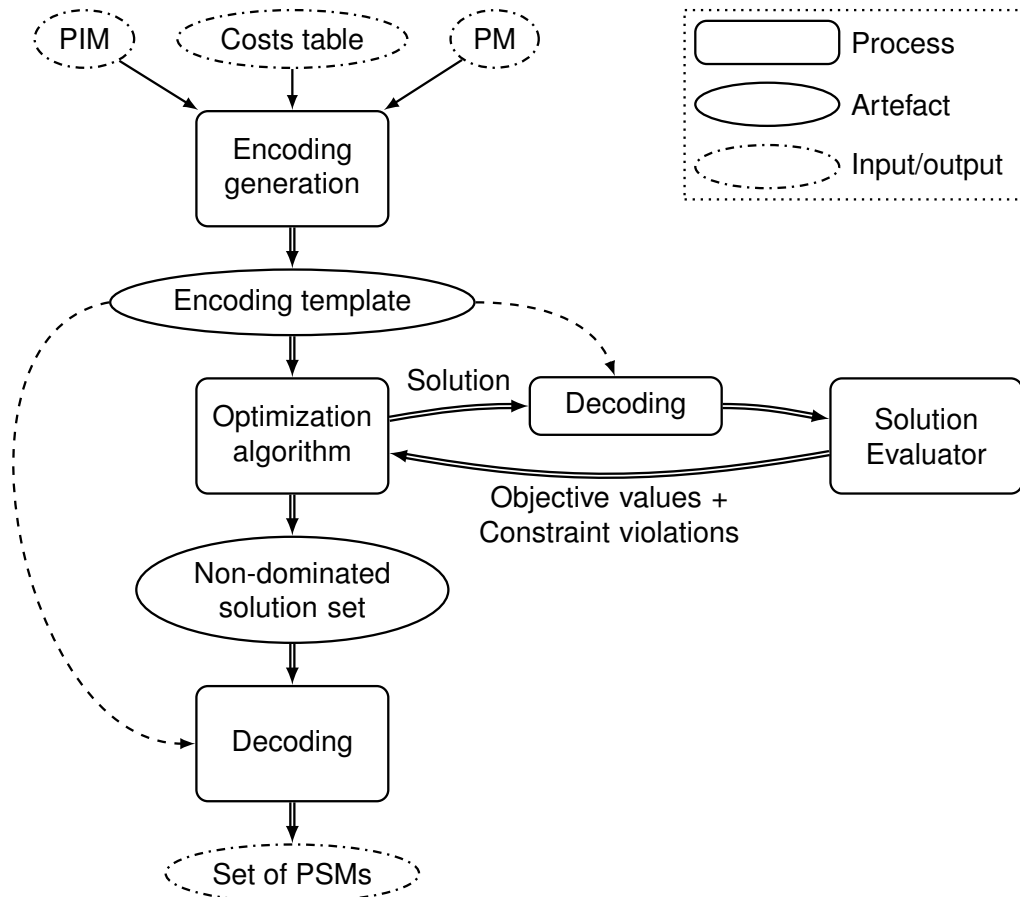 PIM
Costs table
PM
Process
Artefact
Input/output
Encoding
generation
Encoding template
Solution
Decoding
Optimization
algorithm
Solution
Evaluator
Objective values +
Constraint violations
Non-dominated
solution set
Decoding
Set of PSMs